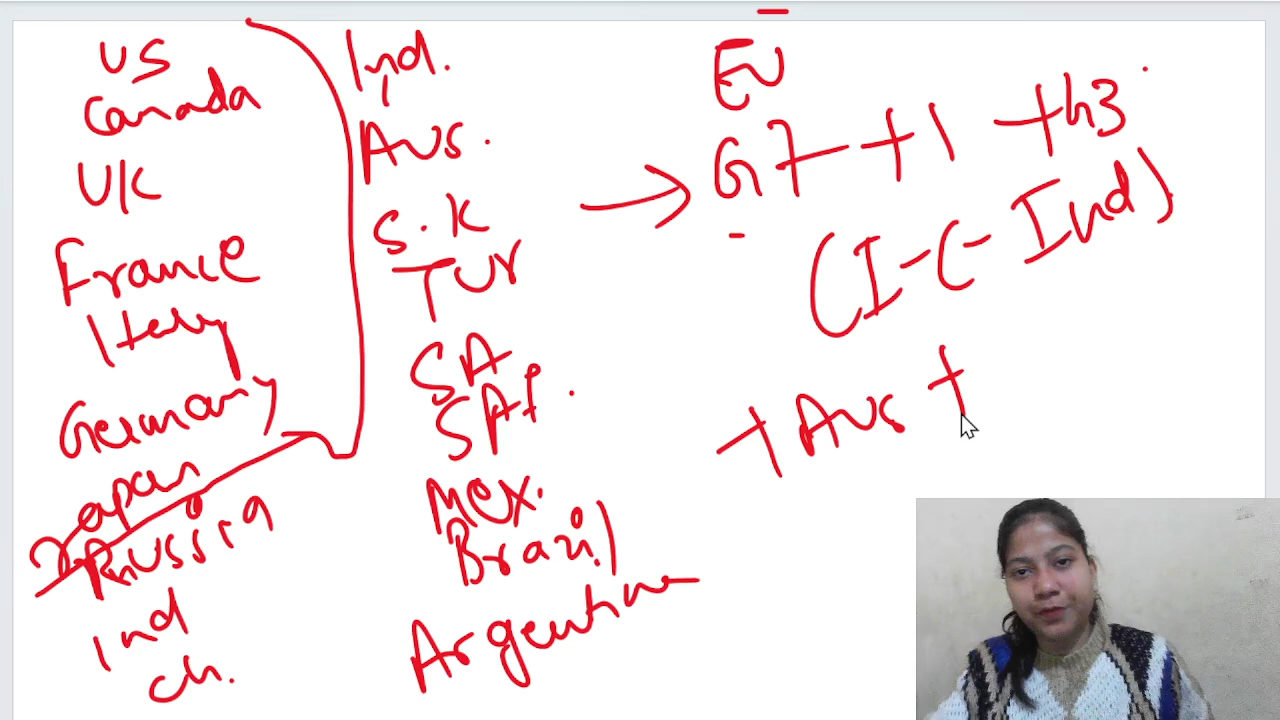 US
Canada
UK
France
Italy
Germany
Japan
Russia
Ind
Ch.
Ind.
Aus.
S.K
TUr
SA
SAf.
Mex.
Brazil
Argentina
→ EU
G7 + 1 + G3
(I-C-Ind)
+ Aus +